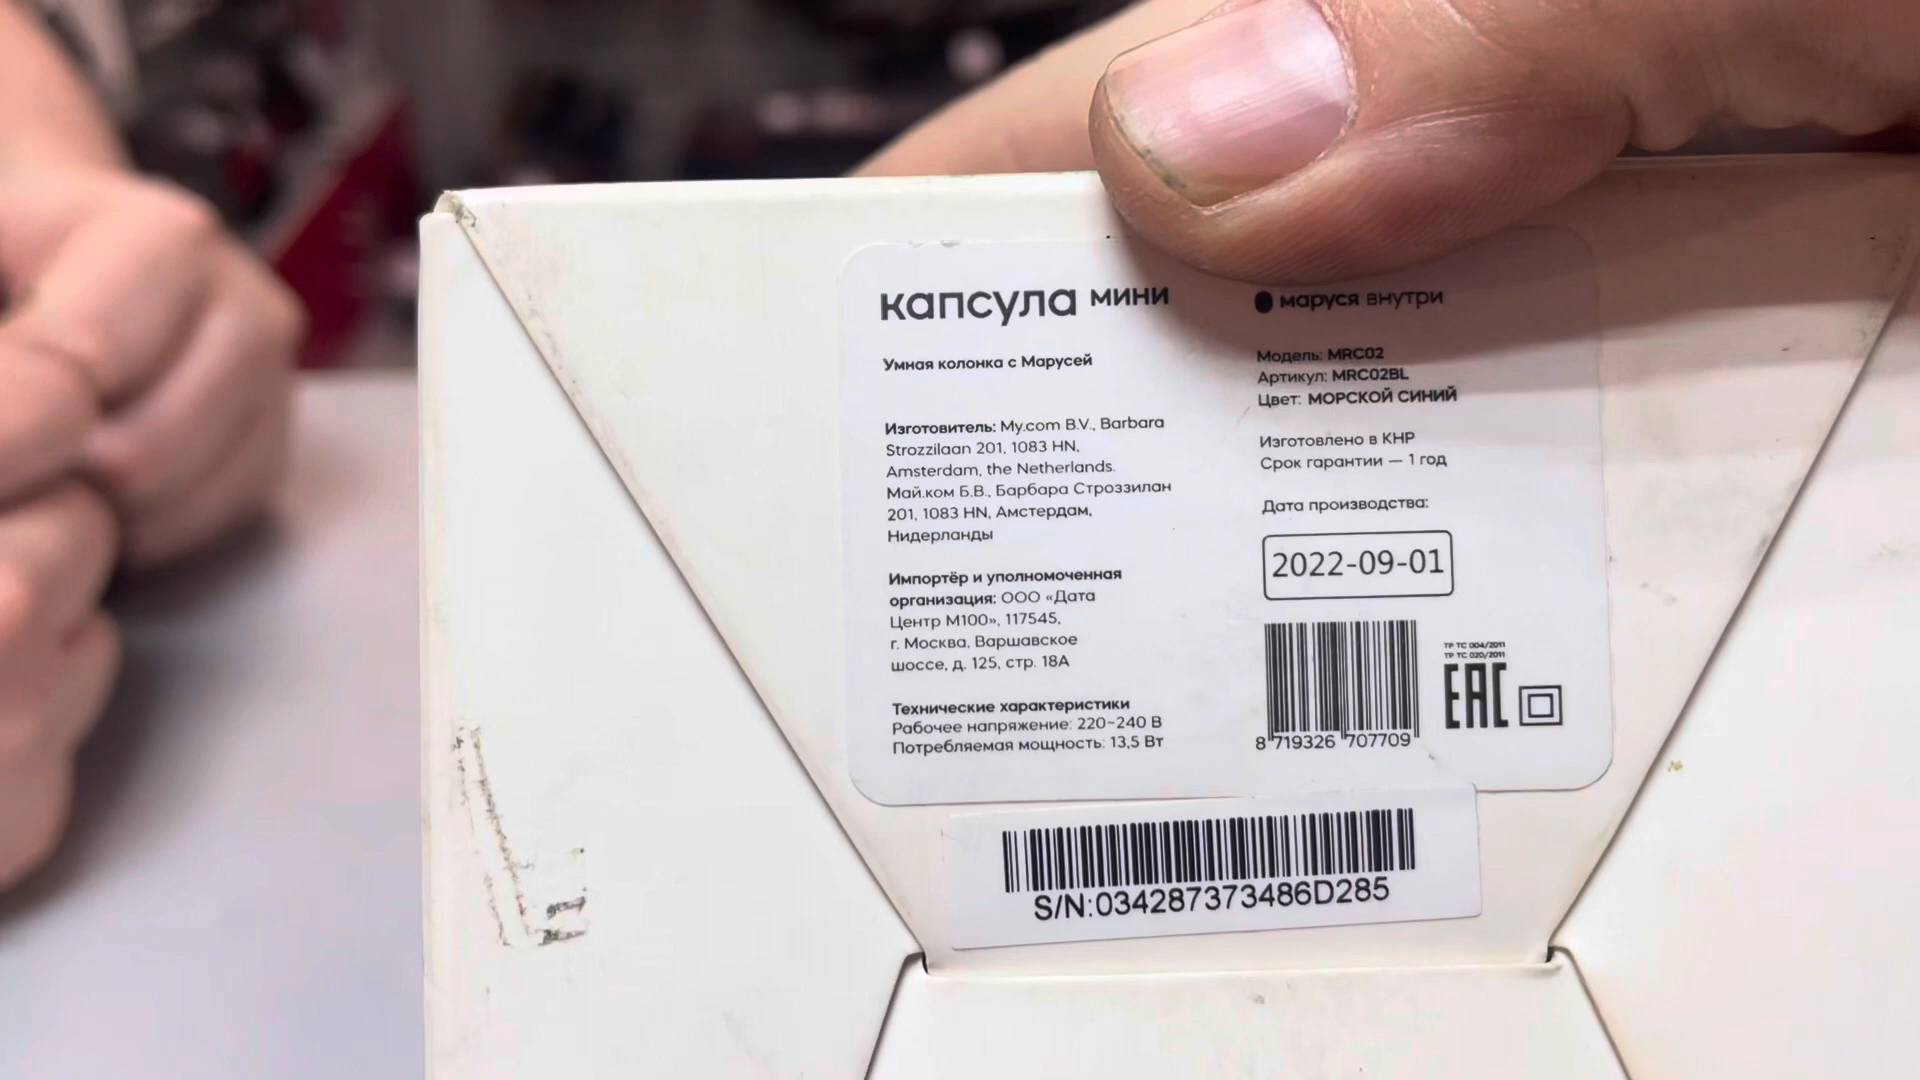 капсула мини
Умная колонка с Марусей
Изготовитель: My.com B.V., Barbara
Strozzilaan 201, 1083 HN,
Amsterdam, the Netherlands.
Май.ком Б.В., Барбара Строззилан
201, 1083 HN, Амстердам,
Нидерланды
Импортёр и уполномоченная
организация: ООО «Дата
Центр М100», 117545,
г. Москва, Варшавское
шоссе, д. 125, стр. 18А
Технические характеристики
Рабочее напряжение: 220~240 В
Потребляемая мощность: 13,5 Вт
маруся внутри
Модель: MRC02
Артикул: MRC02BL
Цвет: МОРСКОЙ СИНИЙ
Изготовлено в КНР
Срок гарантии — 1 год
Дата производства:
2022-09-01
8 719326 707709
ТР ТС 004/2011
ТР ТС 020/2011
EAC
S/N:034287373486D285